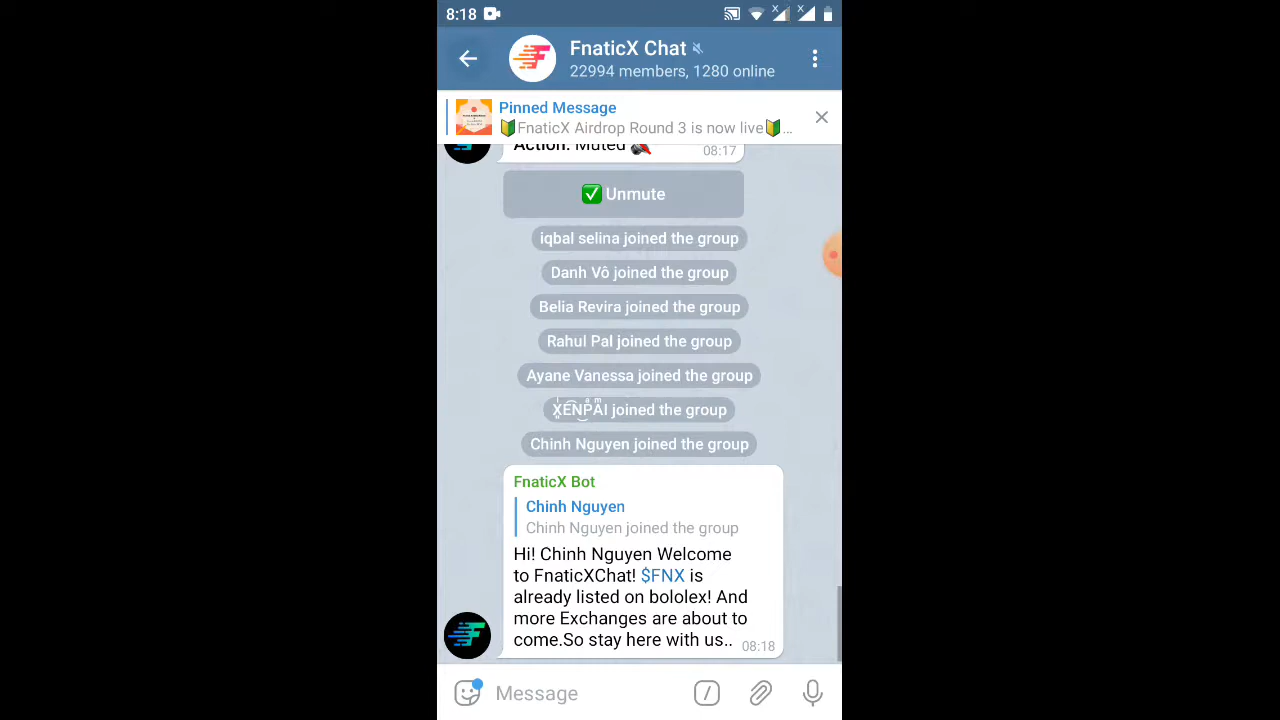 8:18
FnaticX Chat
22994 members, 1280 online
Pinned Message
🔰FnaticX Airdrop Round 3 is now live🔰...
Action: Muted
08:17
✅ Unmute
iqbal selina joined the group
Danh Vô joined the group
Belia Revira joined the group
Rahul Pal joined the group
Ayane Vanessa joined the group
joined the group
Chinh Nguyen joined the group
FnaticX Bot
Chinh Nguyen
Chinh Nguyen joined the group
Hi! Chinh Nguyen Welcome
to FnaticXChat! $FNX is
already listed on bololex! And
more Exchanges are about to
come.So stay here with us..
08:18
Message